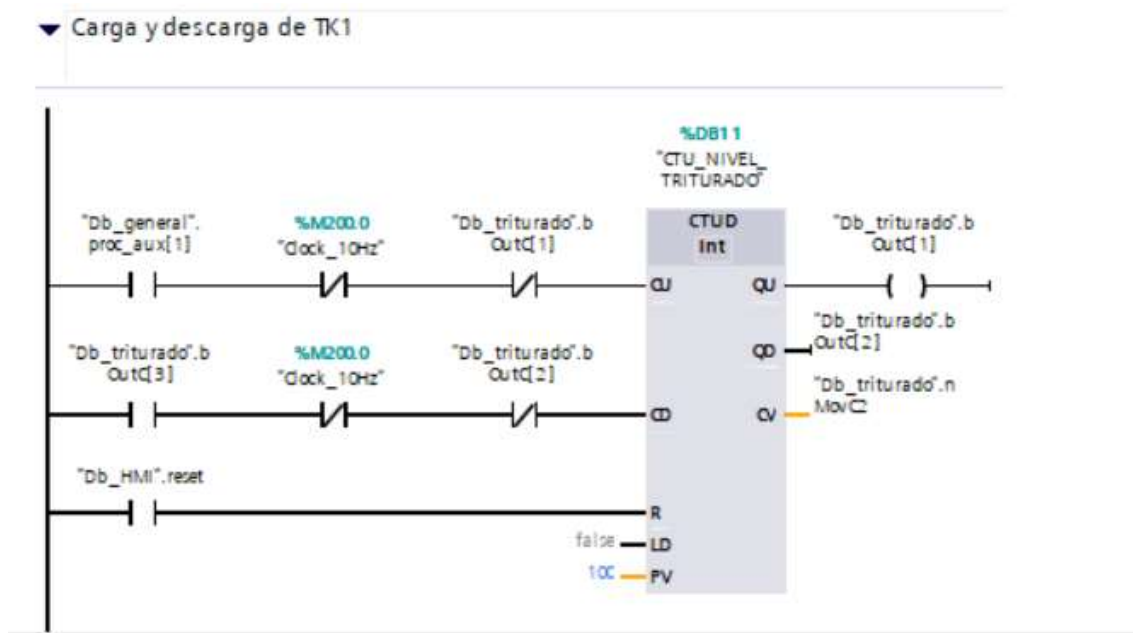 Carga y descarga de TK1
%DB11
"CTU_NIVEL_
TRITURADO"
"Db_general".
proc_aux[1]
%M200.0
"Clock_10Hz"
"Db_triturado".b
OutC[1]
CTUD
Int
"Db_triturado".b
OutC[1]
CU
QU
"Db_triturado".b
OutC[3]
%M200.0
"Clock_10Hz"
"Db_triturado".b
OutC[2]
QD
"Db_triturado".b
OutC[2]
CD
CV
"Db_triturado".n
MovC2
"Db_HMI".reset
R
false
LD
100
PV